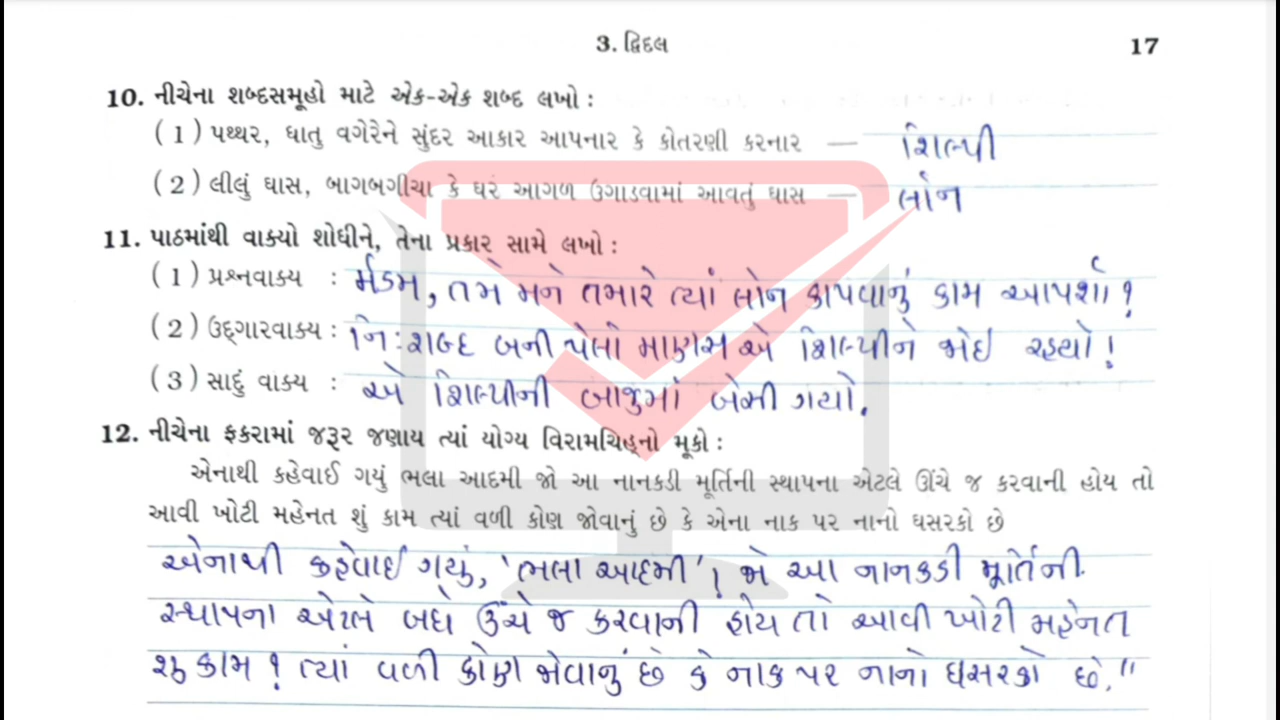 3. દ્વિદલ 17
10. નીચેના શબ્દસમૂહો માટે એક-એક શબ્દ લખો :
(1) પથ્થર, ધાતુ વગેરેને સુંદર આકાર આપનાર કે કોતરણી કરનાર — શિલ્પી
(2) લીલું ઘાસ, બાગબગીચા કે ઘર આગળ ઉગાડવામાં આવતું ઘાસ — લોન
11. પાઠમાંથી વાક્યો શોધીને, તેના પ્રકાર સામે લખો :
(1) પ્રશ્નવાક્ય : મૅડમ, તમે મને તમારે ત્યાં લોન કાપવાનું કામ આપશો ?
(2) ઉદ્‌ગારવાક્ય : નિ:શબ્દ બની પેલો માણસ એ શિલ્પીને જોઈ રહ્યો !
(3) સાદું વાક્ય : એ શિલ્પીની બાજુમાં બેસી ગયો.
12. નીચેના ફકરામાં જરૂર જણાય ત્યાં યોગ્ય વિરામચિહ્નો મૂકો :
એનાથી કહેવાઈ ગયું ભલા આદમી જો આ નાનકડી મૂર્તિની સ્થાપના એટલે ઊંચે જ કરવાની હોય તો
આવી ખોટી મહેનત શું કામ ત્યાં વળી કોણ જોવાનું છે કે એના નાક પર નાનો ઘસરકો છે
એનાથી કહેવાઈ ગયું, 'ભલા આદમી' ! જો આ નાનકડી મૂર્તિની
સ્થાપના એટલે બધે ઉંચે જ કરવાની હોય તો આવી ખોટી મહેનત
શુ કામ ? ત્યાં વળી કોણ જોવાનું છે કે નાક પર નાનો ઘસરકો છે."